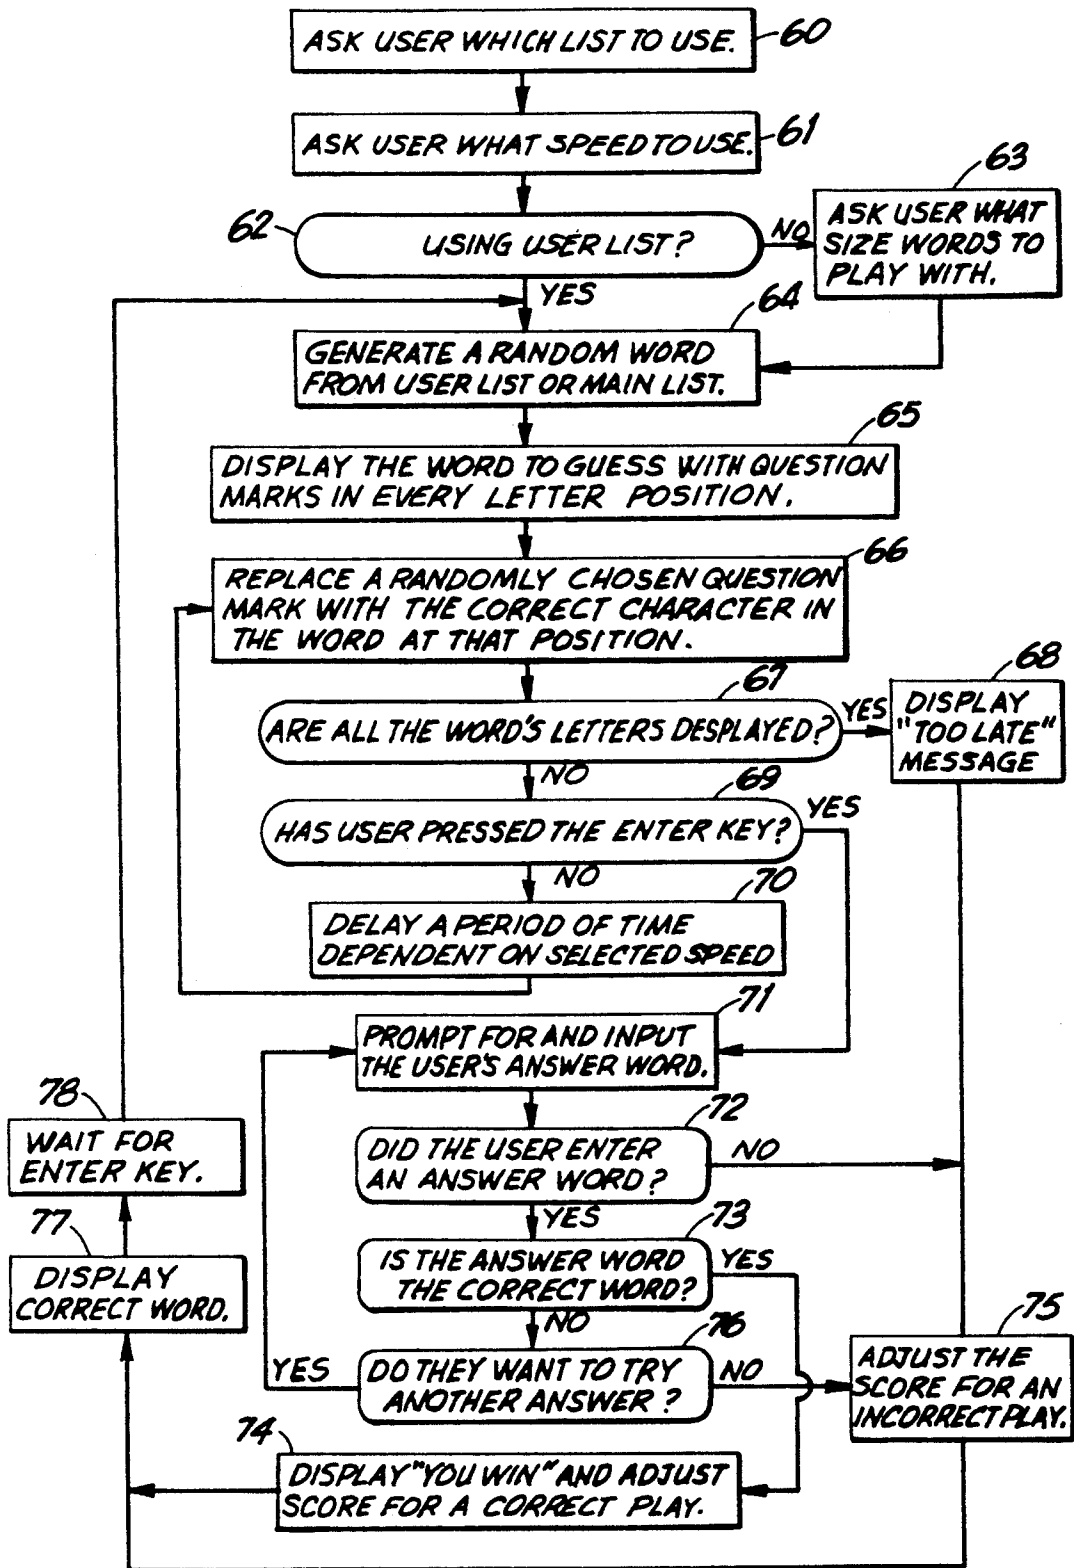 ASK USER WHICH LIST TO USE.
60
ASK USER WHAT SPEED TO USE.
61
62
USING USER LIST?
NO
63
ASK USER WHAT
SIZE WORDS TO
PLAY WITH.
YES
64
GENERATE A RANDOM WORD
FROM USER LIST OR MAIN LIST.
65
DISPLAY THE WORD TO GUESS WITH QUESTION
MARKS IN EVERY LETTER POSITION.
66
REPLACE A RANDOMLY CHOSEN QUESTION
MARK WITH THE CORRECT CHARACTER IN
THE WORD AT THAT POSITION.
67
ARE ALL THE WORD'S LETTERS DESPLAYED?
YES
68
DISPLAY
"TOO LATE"
MESSAGE
NO
69
HAS USER PRESSED THE ENTER KEY?
YES
NO
70
DELAY A PERIOD OF TIME
DEPENDENT ON SELECTED SPEED
71
PROMPT FOR AND INPUT
THE USER'S ANSWER WORD.
72
DID THE USER ENTER
AN ANSWER WORD?
NO
YES
73
IS THE ANSWER WORD
THE CORRECT WORD?
YES
NO
76
DO THEY WANT TO TRY
ANOTHER ANSWER?
YES
NO
75
ADJUST THE
SCORE FOR AN
INCORRECT PLAY.
74
DISPLAY "YOU WIN" AND ADJUST
SCORE FOR A CORRECT PLAY.
77
DISPLAY
CORRECT WORD.
78
WAIT FOR
ENTER KEY.